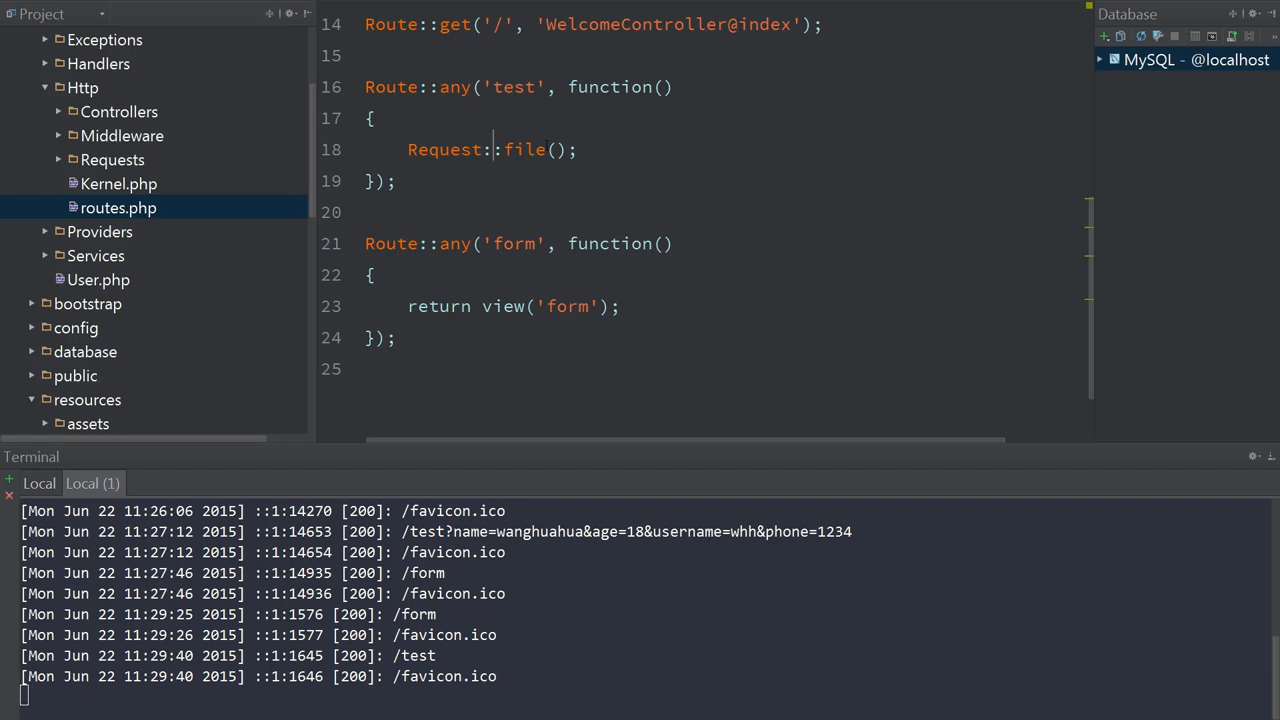 Project
Exceptions
Handlers
Http
Controllers
Middleware
Requests
Kernel.php
routes.php
Providers
Services
User.php
bootstrap
config
database
public
resources
assets
14 Route::get('/', 'WelcomeController@index');
15
16 Route::any('test', function()
17 {
18 Request::file();
19 });
20
21 Route::any('form', function()
22 {
23 return view('form');
24 });
25
Database
MySQL - @localhost
Terminal
Local Local (1)
[Mon Jun 22 11:26:06 2015] ::1:14270 [200]: /favicon.ico
[Mon Jun 22 11:27:12 2015] ::1:14653 [200]: /test?name=wanghuahua&age=18&username=whh&phone=1234
[Mon Jun 22 11:27:12 2015] ::1:14654 [200]: /favicon.ico
[Mon Jun 22 11:27:46 2015] ::1:14935 [200]: /form
[Mon Jun 22 11:27:46 2015] ::1:14936 [200]: /favicon.ico
[Mon Jun 22 11:29:25 2015] ::1:1576 [200]: /form
[Mon Jun 22 11:29:26 2015] ::1:1577 [200]: /favicon.ico
[Mon Jun 22 11:29:40 2015] ::1:1645 [200]: /test
[Mon Jun 22 11:29:40 2015] ::1:1646 [200]: /favicon.ico